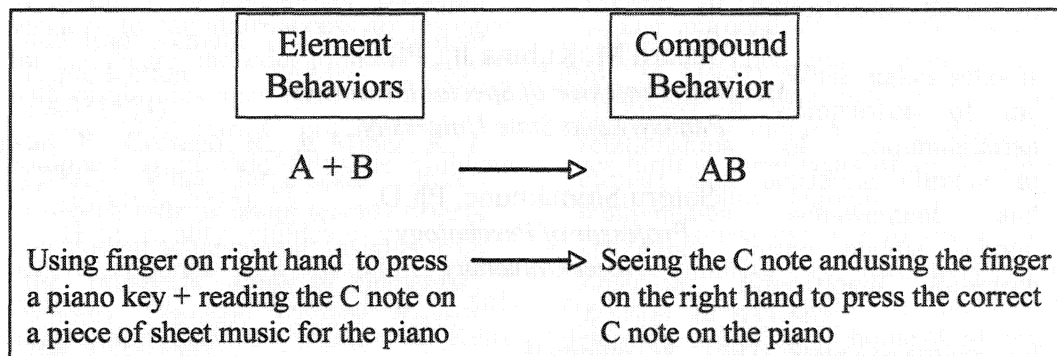 Element
Behaviors
Compound
Behavior
A + B
AB
Using finger on right hand to press
a piano key + reading the C note on
a piece of sheet music for the piano
Seeing the C note andusing the finger
on the right hand to press the correct
C note on the piano